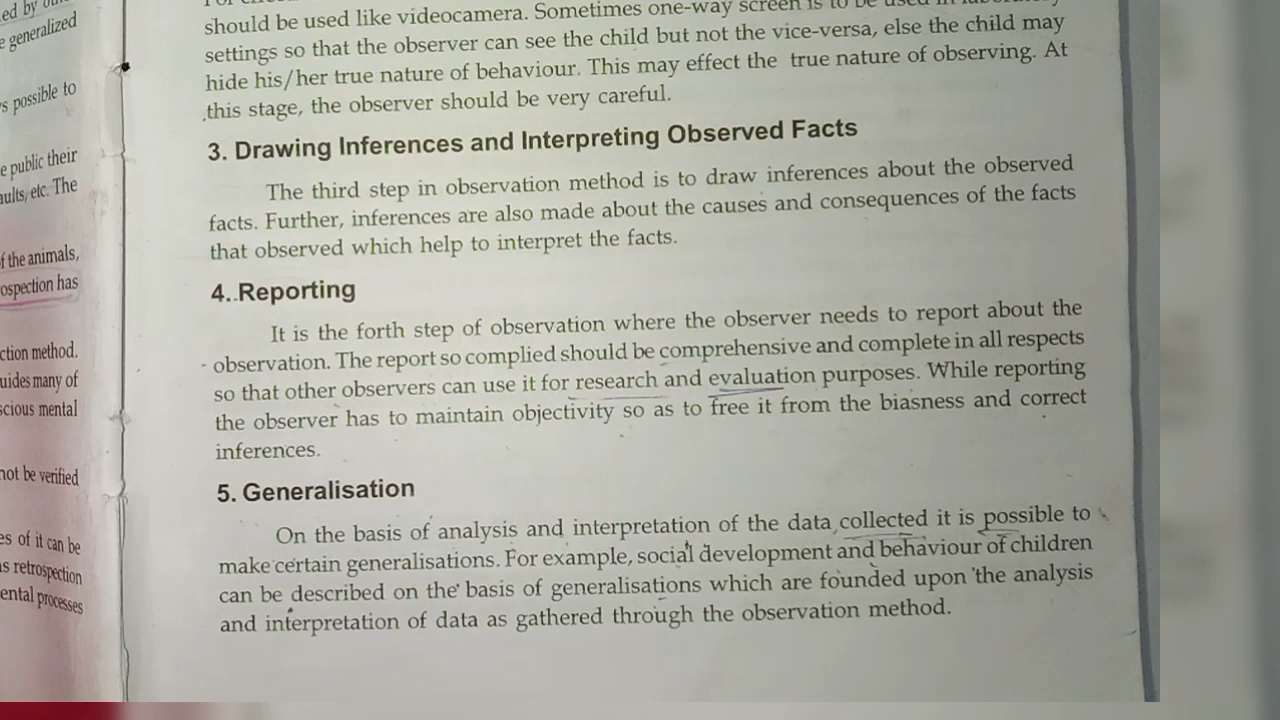 e generalized
s possible to
e public their
aults, etc. The
f the animals,
ospection has
ction method.
uides many of
scious mental
not be verified
es of it can be
as retrospection
ental processes
should be used like videocamera. Sometimes one-way screen is to be used in
settings so that the observer can see the child but not the vice-versa, else the child may
hide his/her true nature of behaviour. This may effect the true nature of observing. At
this stage, the observer should be very careful.
3. Drawing Inferences and Interpreting Observed Facts
The third step in observation method is to draw inferences about the observed
facts. Further, inferences are also made about the causes and consequences of the facts
that observed which help to interpret the facts.
4. Reporting
It is the forth step of observation where the observer needs to report about the
observation. The report so complied should be comprehensive and complete in all respects
so that other observers can use it for research and evaluation purposes. While reporting
the observer has to maintain objectivity so as to free it from the biasness and correct
inferences.
5. Generalisation
On the basis of analysis and interpretation of the data collected it is possible to
make certain generalisations. For example, social development and behaviour of children
can be described on the basis of generalisations which are founded upon the analysis
and interpretation of data as gathered through the observation method.